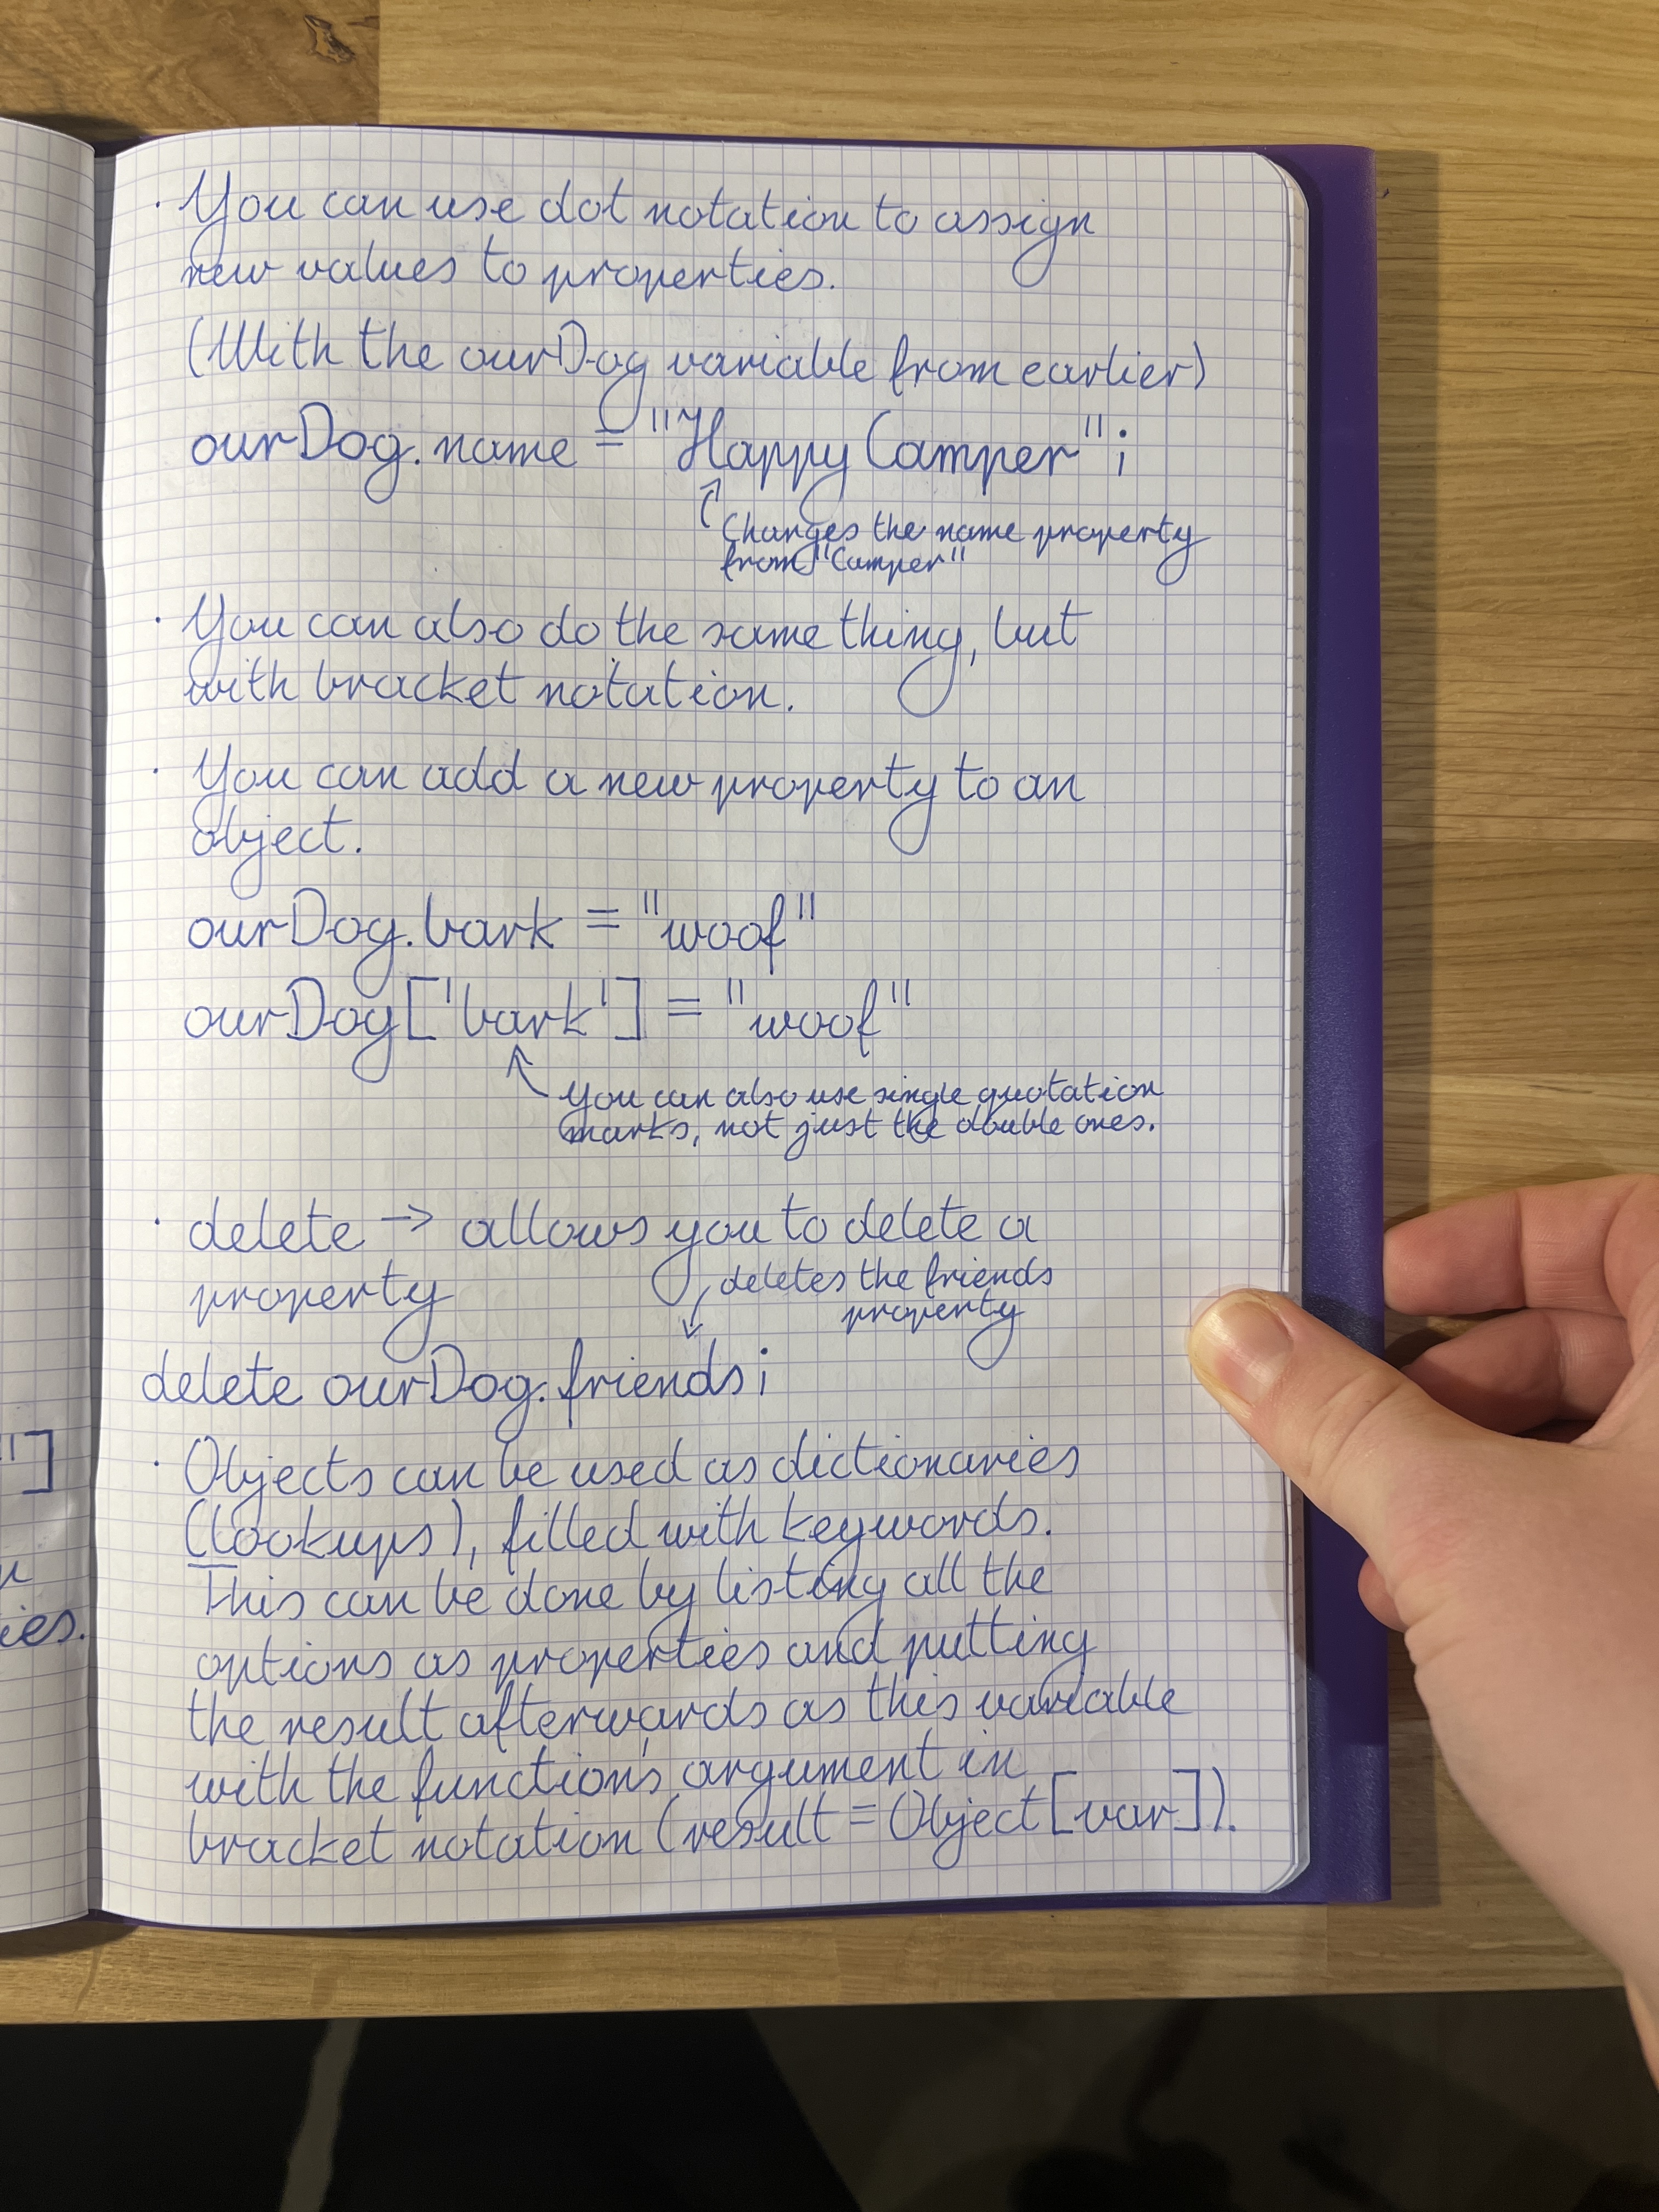 · You can use dot notation to assign
new values to properties.
(With the ourDog variable from earlier)
ourDog.name = "Happy Camper";
Changes the name property
from "Camper"
· You can also do the same thing, but
with bracket notation.
· You can add a new property to an
object.
ourDog.bark = "woof"
ourDog['bark'] = "woof"
You can also use single quotation
marks, not just the double ones.
· delete → allows you to delete a
property
deletes the friends
property
delete ourDog.friends;
· Objects can be used as dictionaries
(lookups), filled with keywords.
This can be done by listing all the
options as properties and putting
the result afterwards as this variable
with the function's argument in
bracket notation (result = Object[var]).
"]
ies.